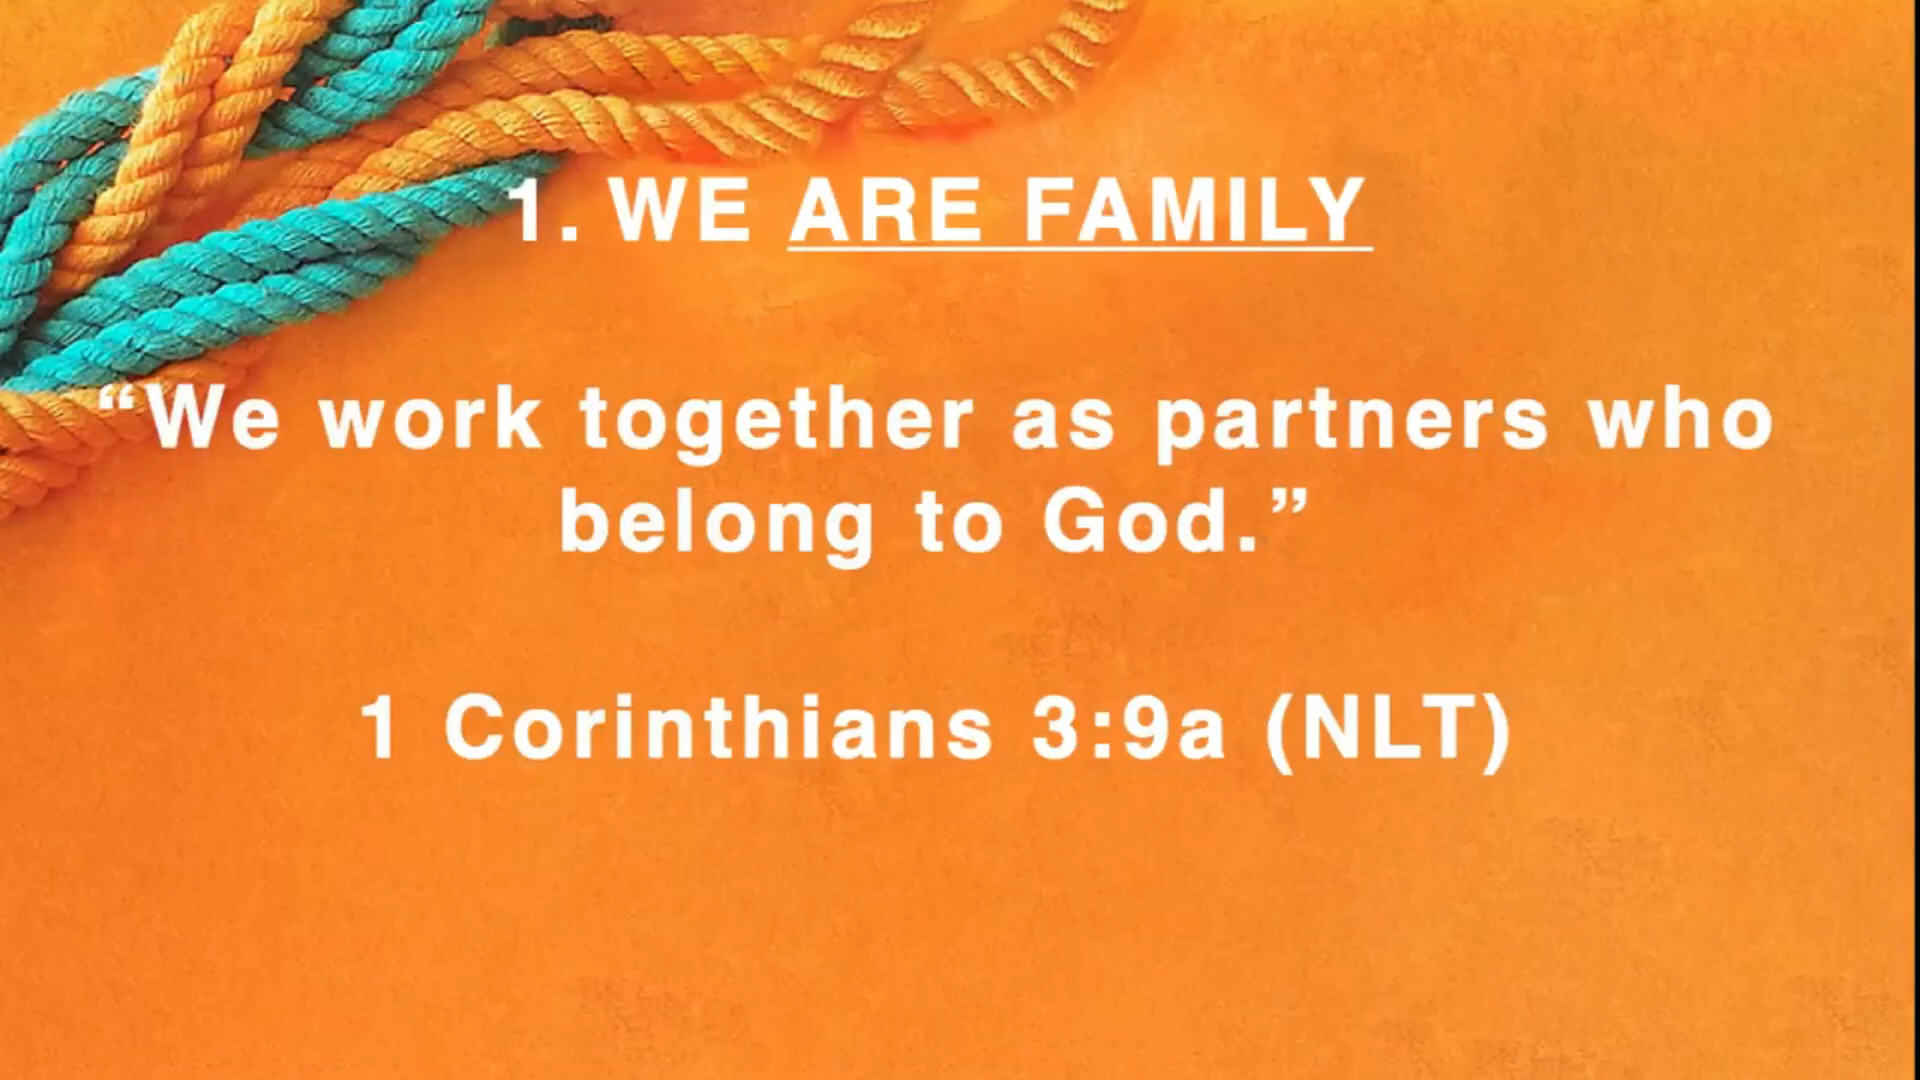 1. WE ARE FAMILY
“We work together as partners who
belong to God.”
1 Corinthians 3:9a (NLT)